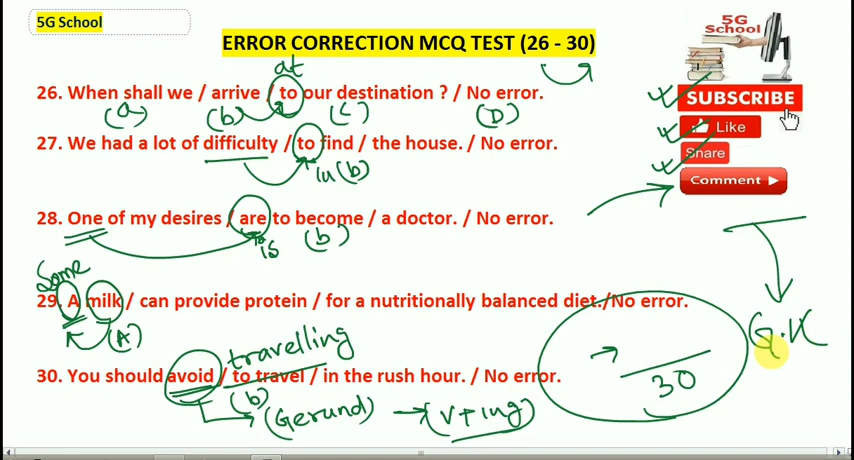 5G School
ERROR CORRECTION MCQ TEST (26 - 30)
5G
School
at
26. When shall we / arrive / to our destination ? / No error.
(a) (b) (C) (D)
SUBSCRIBE
Like
27. We had a lot of difficulty / to find / the house. / No error.
in (b)
Share
Comment
28. One of my desires / are to become / a doctor. / No error.
is (b)
Some
29. A milk / can provide protein / for a nutritionally balanced diet./No error.
(A)
G.K
travelling
30. You should avoid / to travel / in the rush hour. / No error.
(b)
30
(Gerund) → (V+ing)